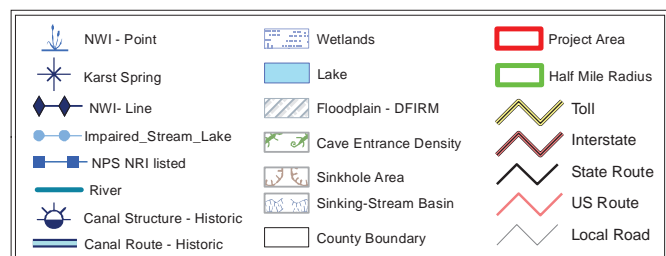 NWI - Point
Karst Spring
NWI- Line
Impaired_Stream_Lake
NPS NRI listed
River
Canal Structure - Historic
Canal Route - Historic
Wetlands
Lake
Floodplain - DFIRM
Cave Entrance Density
Sinkhole Area
Sinking-Stream Basin
County Boundary
Project Area
Half Mile Radius
Toll
Interstate
State Route
US Route
Local Road